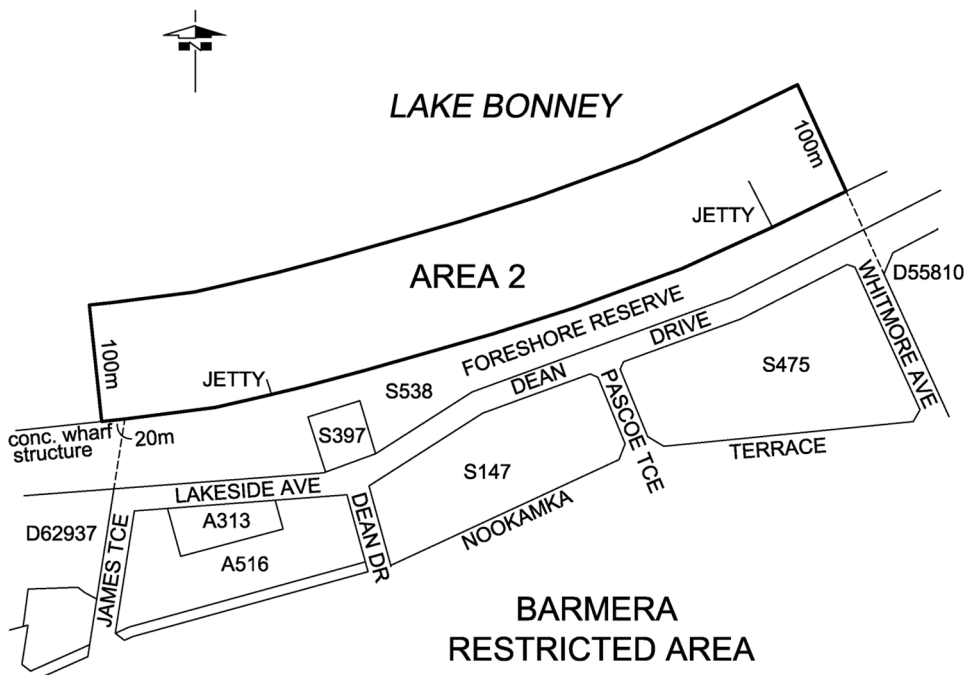 N
LAKE BONNEY
100m
JETTY
AREA 2
D55810
WHITMORE AVE
FORESHORE RESERVE
DRIVE
100m
JETTY
S538
DEAN
S475
PASCOE TCE
conc. wharf
structure
20m
S397
TERRACE
S147
LAKESIDE AVE
D62937
JAMES TCE
A313
DEAN DR
NOOKAMKA
A516
BARMERA
RESTRICTED AREA